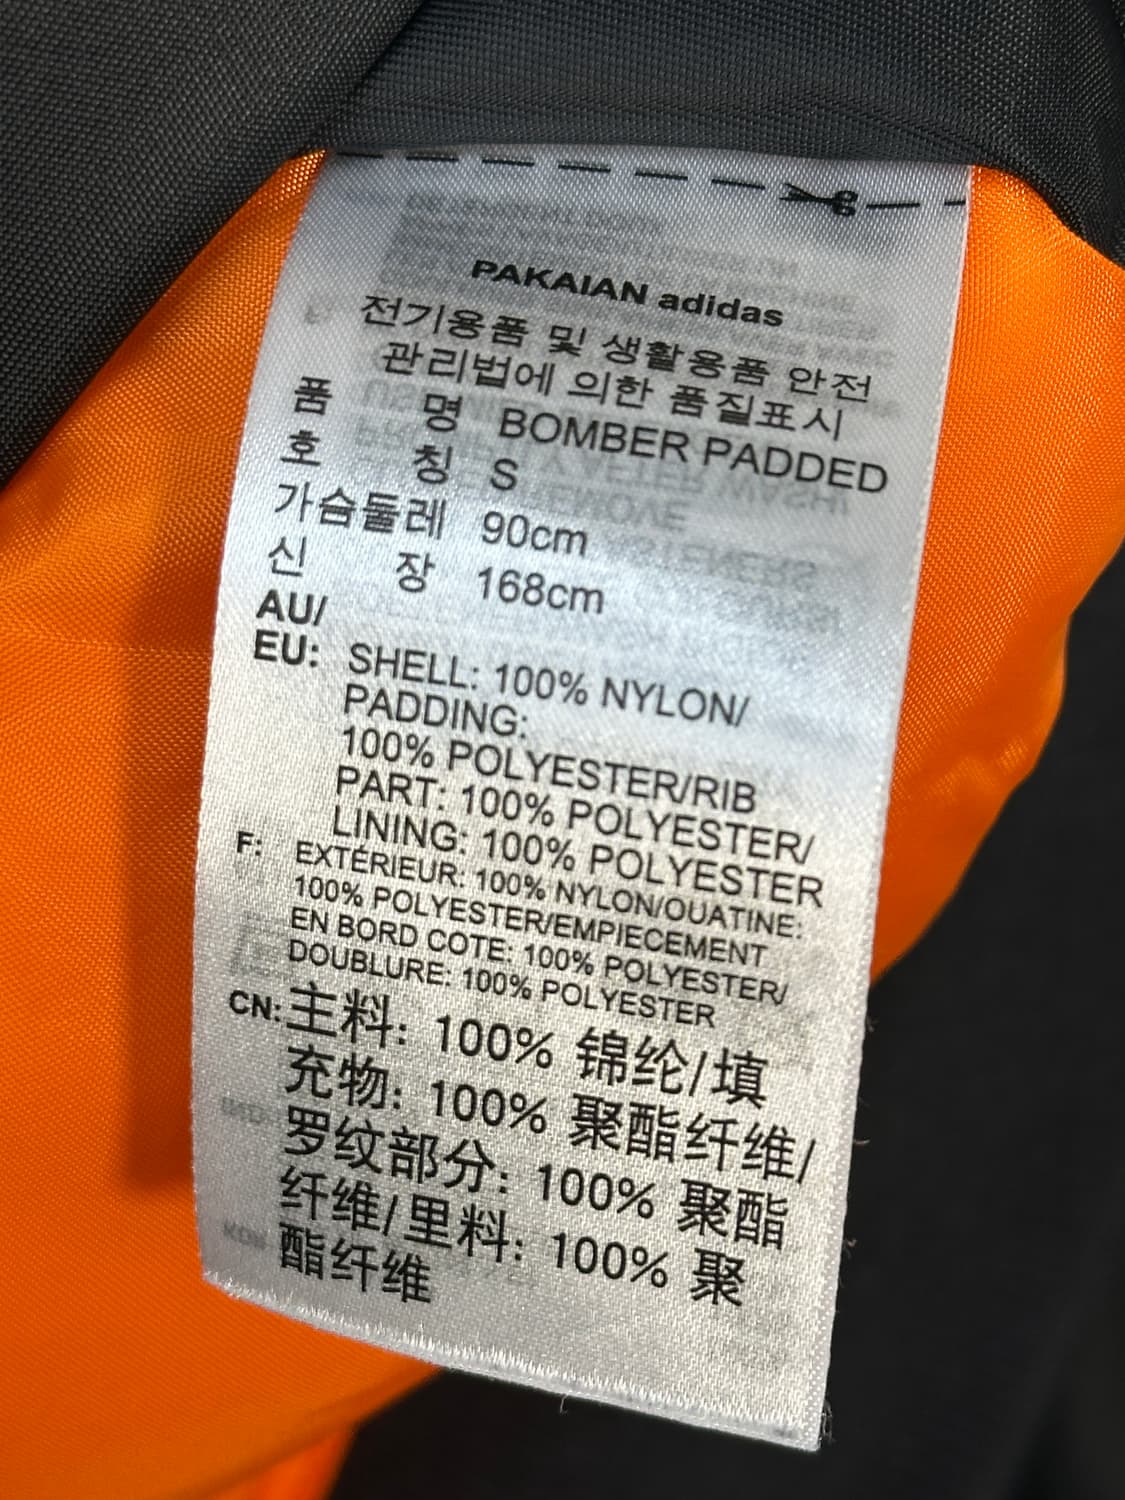 PAKAIAN adidas
전기용품 및 생활용품 안전
관리법에 의한 품질표시
품 명 BOMBER PADDED
호 칭 S
가슴둘레 90cm
신 장 168cm
AU/
EU: SHELL: 100% NYLON/
PADDING:
100% POLYESTER/RIB
PART: 100% POLYESTER/
LINING: 100% POLYESTER
F: EXTÉRIEUR: 100% NYLON/OUATINE:
100% POLYESTER/EMPIECEMENT
EN BORD COTE: 100% POLYESTER/
DOUBLURE: 100% POLYESTER
CN: 主料: 100% 锦纶/填
充物: 100% 聚酯纤维/
罗纹部分: 100% 聚酯
纤维/里料: 100% 聚
酯纤维